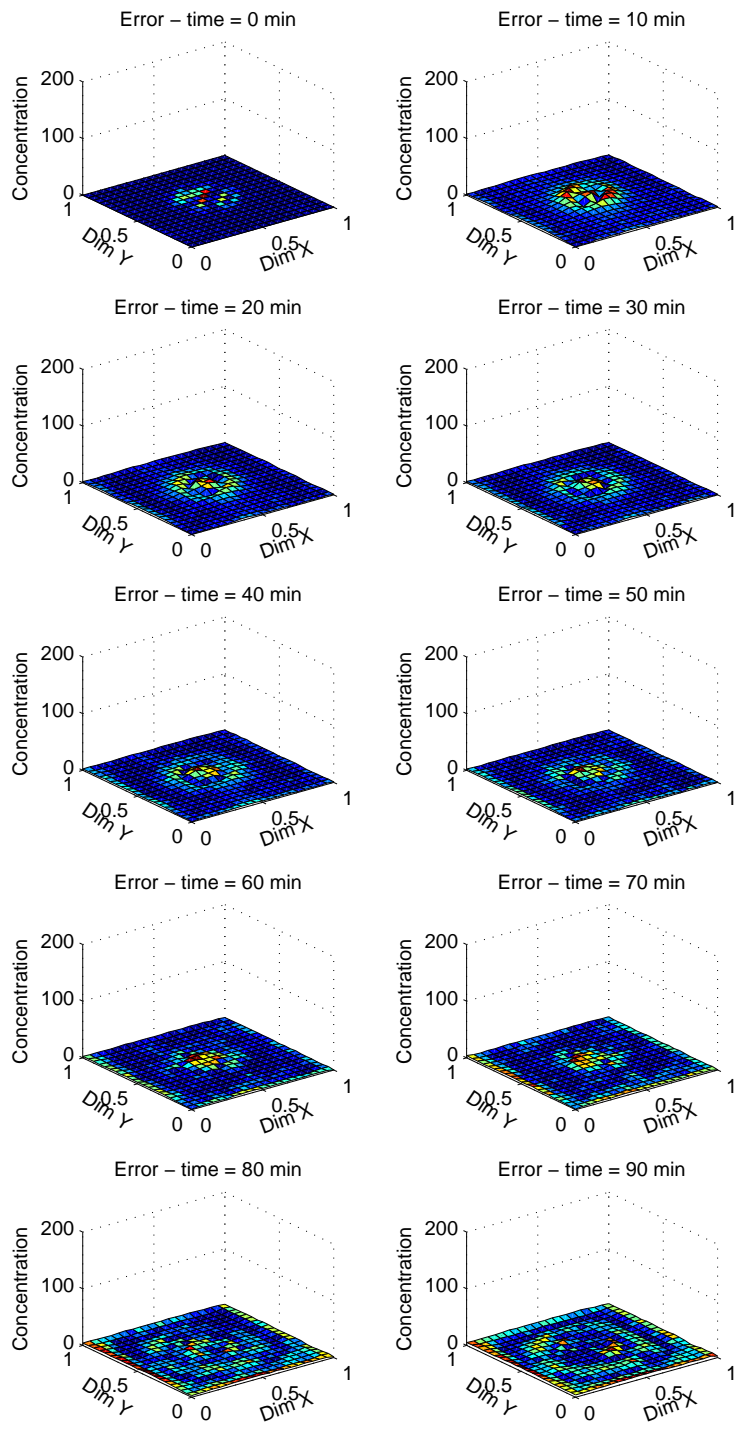 Error − time = 0 min
200
100
0
Concentration
1
0.5
0
Dim Y
0
0.5
1
Dim X
Error − time = 10 min
200
100
0
Concentration
1
0.5
0
Dim Y
0
0.5
1
Dim X
Error − time = 20 min
200
100
0
Concentration
1
0.5
0
Dim Y
0
0.5
1
Dim X
Error − time = 30 min
200
100
0
Concentration
1
0.5
0
Dim Y
0
0.5
1
Dim X
Error − time = 40 min
200
100
0
Concentration
1
0.5
0
Dim Y
0
0.5
1
Dim X
Error − time = 50 min
200
100
0
Concentration
1
0.5
0
Dim Y
0
0.5
1
Dim X
Error − time = 60 min
200
100
0
Concentration
1
0.5
0
Dim Y
0
0.5
1
Dim X
Error − time = 70 min
200
100
0
Concentration
1
0.5
0
Dim Y
0
0.5
1
Dim X
Error − time = 80 min
200
100
0
Concentration
1
0.5
0
Dim Y
0
0.5
1
Dim X
Error − time = 90 min
200
100
0
Concentration
1
0.5
0
Dim Y
0
0.5
1
Dim X